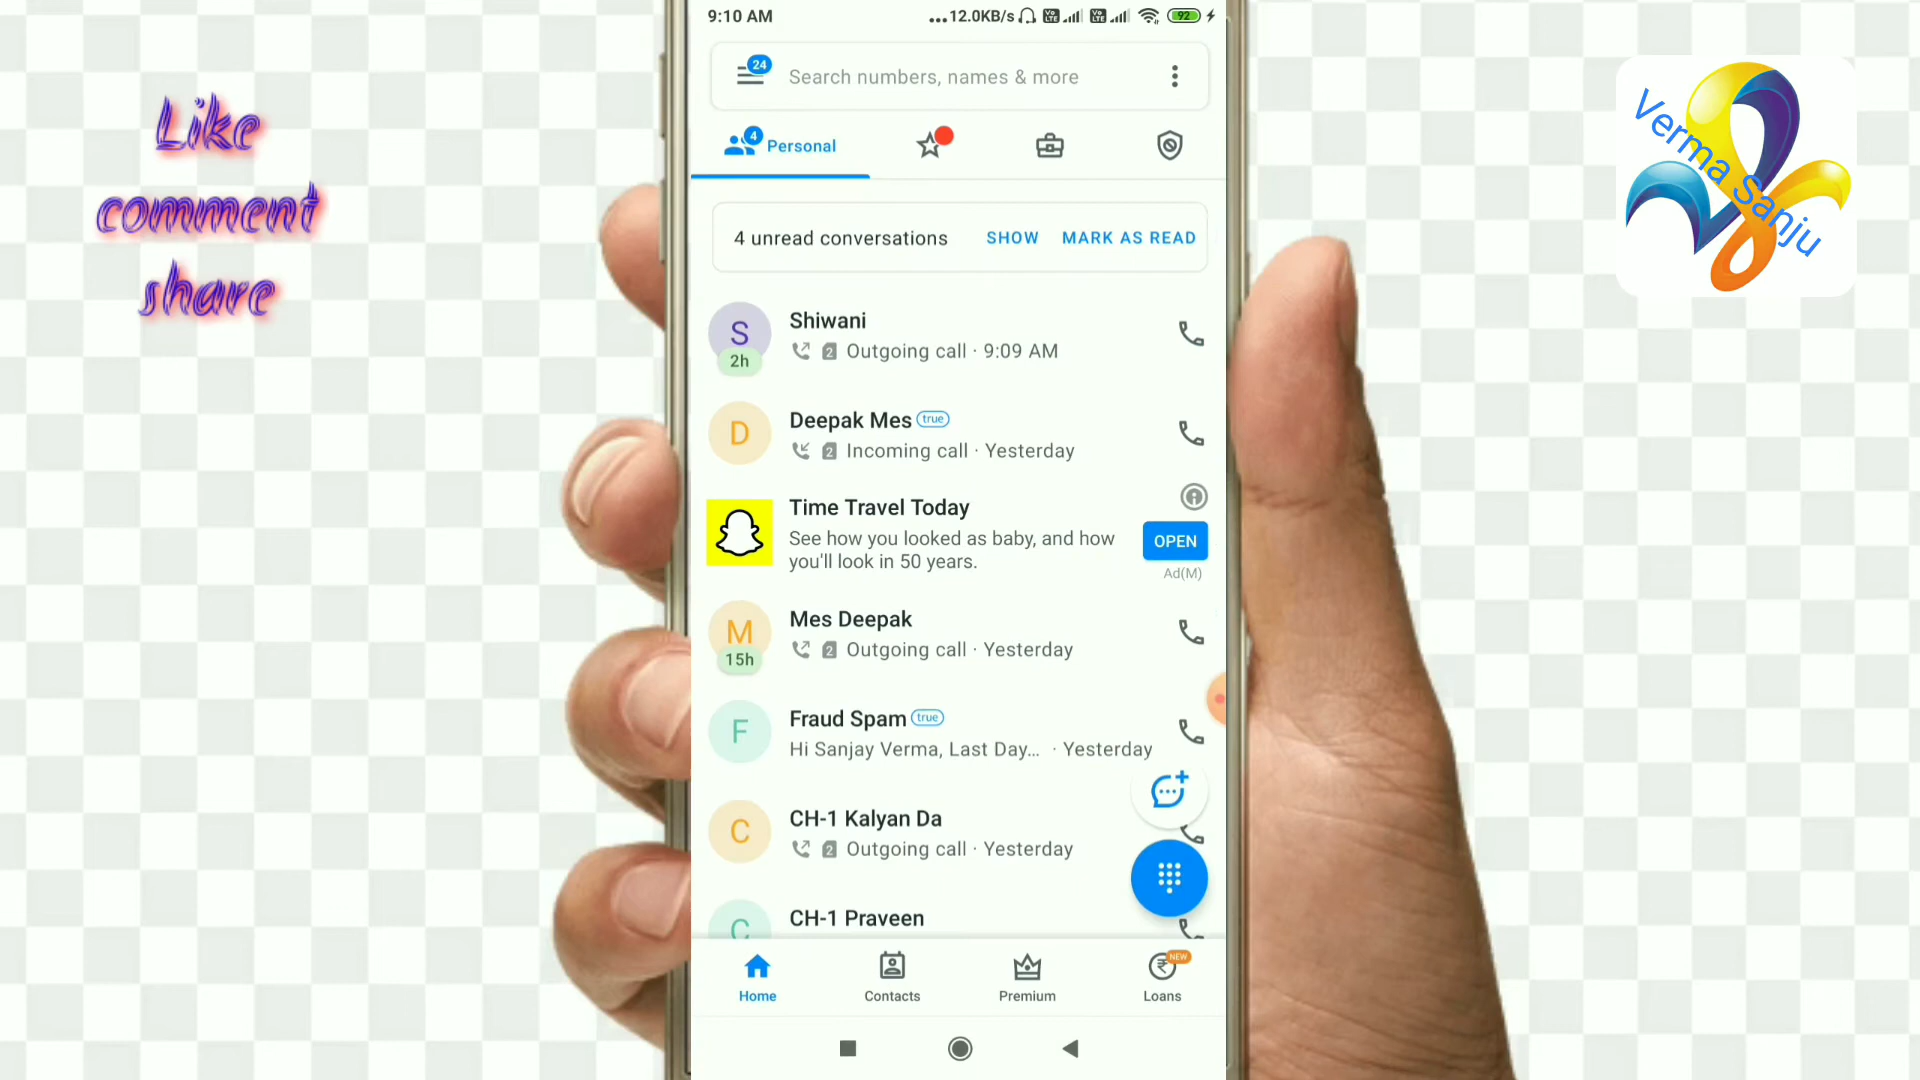 9:10 AM
12.0KB/s
Vo LTE
Vo LTE
92
24
Search numbers, names & more
4
Personal
4 unread conversations SHOW MARK AS READ
S
2h
Shiwani
2 Outgoing call · 9:09 AM
D
Deepak Mes true
2 Incoming call · Yesterday
Time Travel Today
See how you looked as baby, and how
you'll look in 50 years.
OPEN
Ad(M)
M
15h
Mes Deepak
2 Outgoing call · Yesterday
F
Fraud Spam true
Hi Sanjay Verma, Last Day... · Yesterday
C
CH-1 Kalyan Da
2 Outgoing call · Yesterday
C
CH-1 Praveen
Home
Contacts
Premium
NEW
Loans
Like
comment
share
Verma Sanju